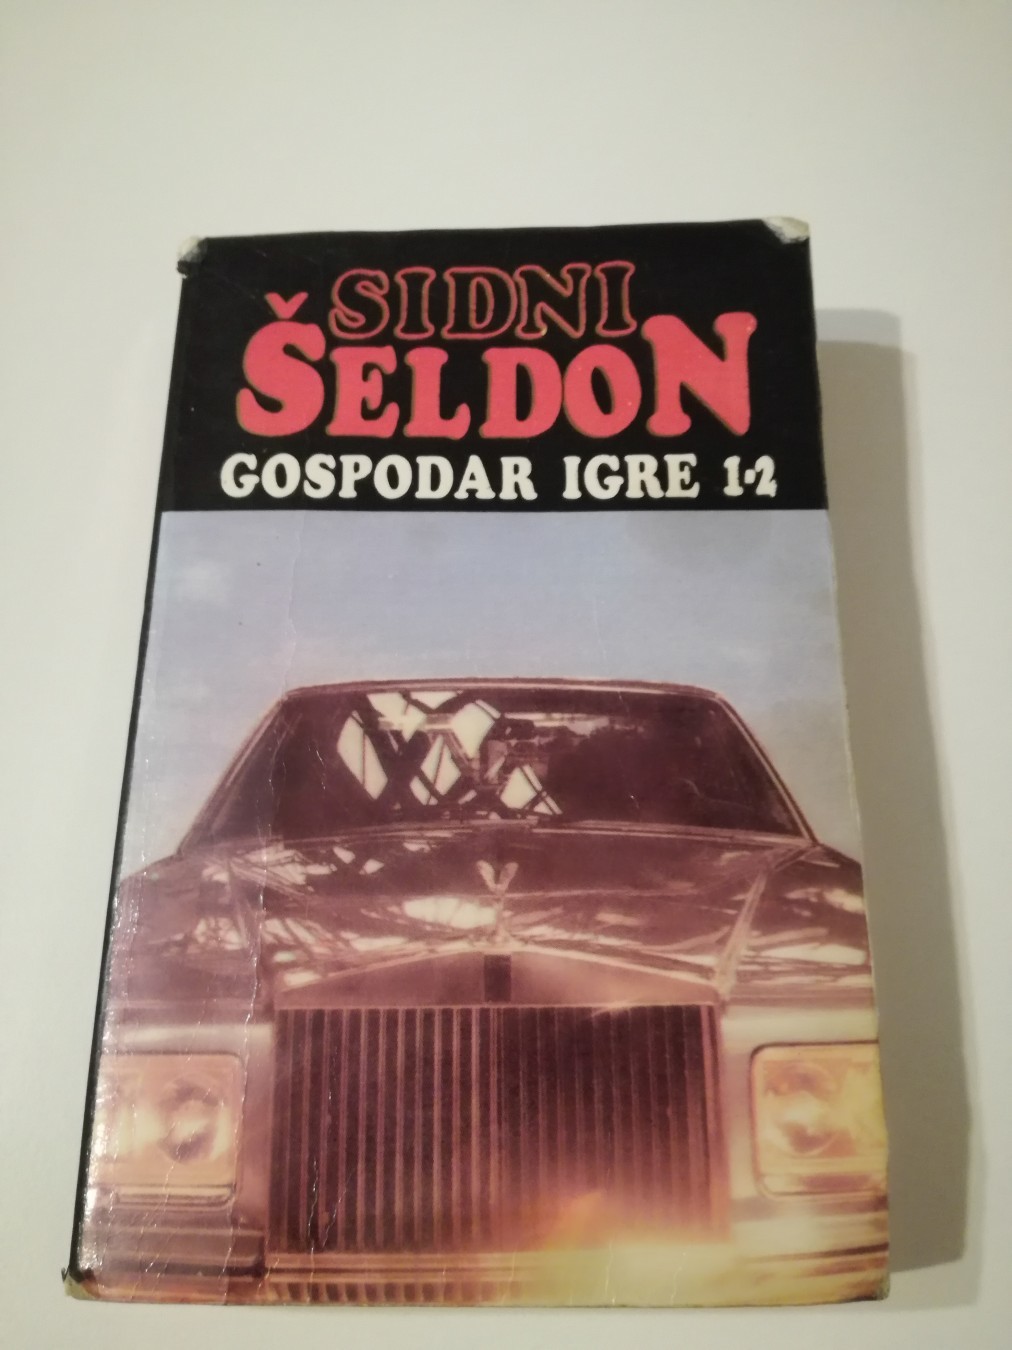 SIDNI
ŠELDON
GOSPODAR IGRE 1-2